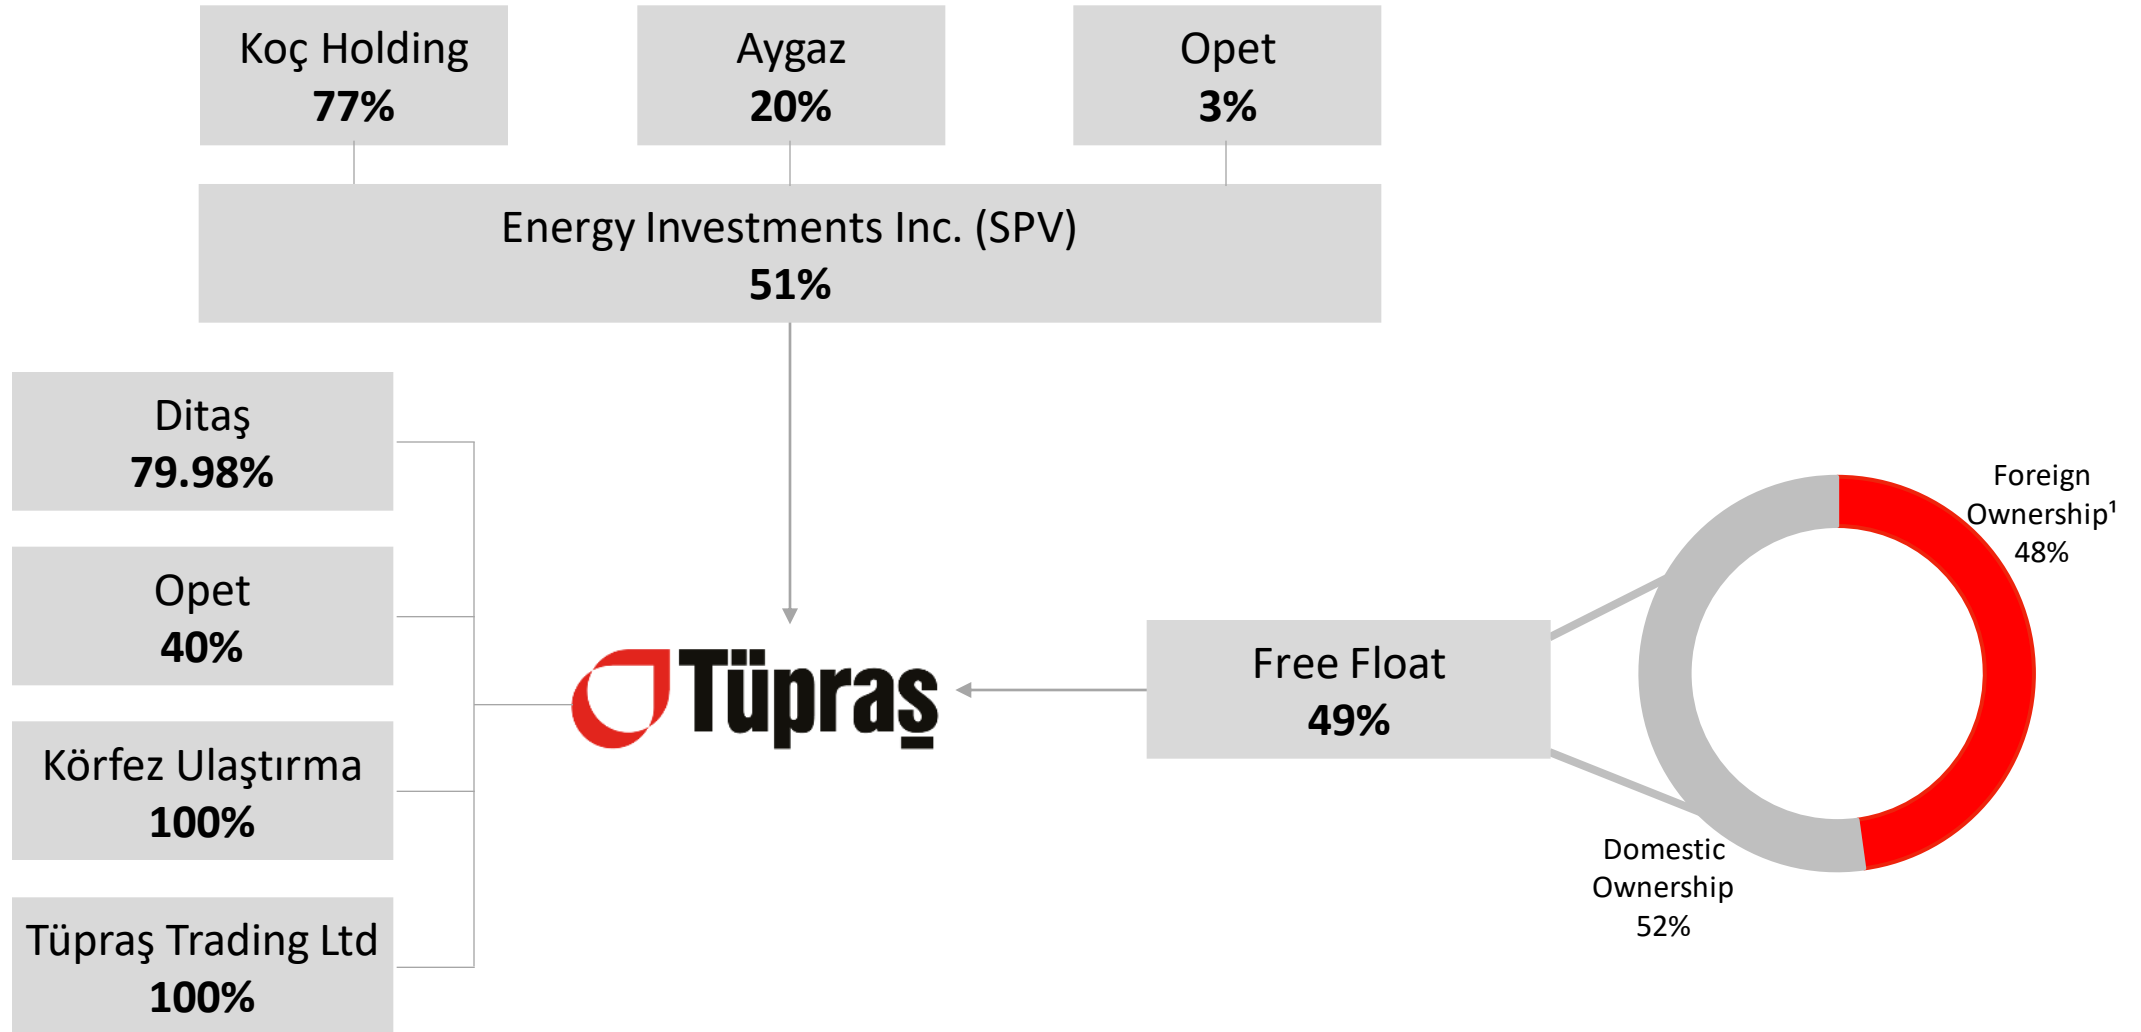 Koç Holding
77%
Aygaz
20%
Opet
3%
Energy Investments Inc. (SPV)
51%
Ditaş
79.98%
Opet
40%
Körfez Ulaştırma
100%
Tüpraş Trading Ltd
100%
Tüpraş
Free Float
49%
Foreign
Ownership¹
48%
Domestic
Ownership
52%